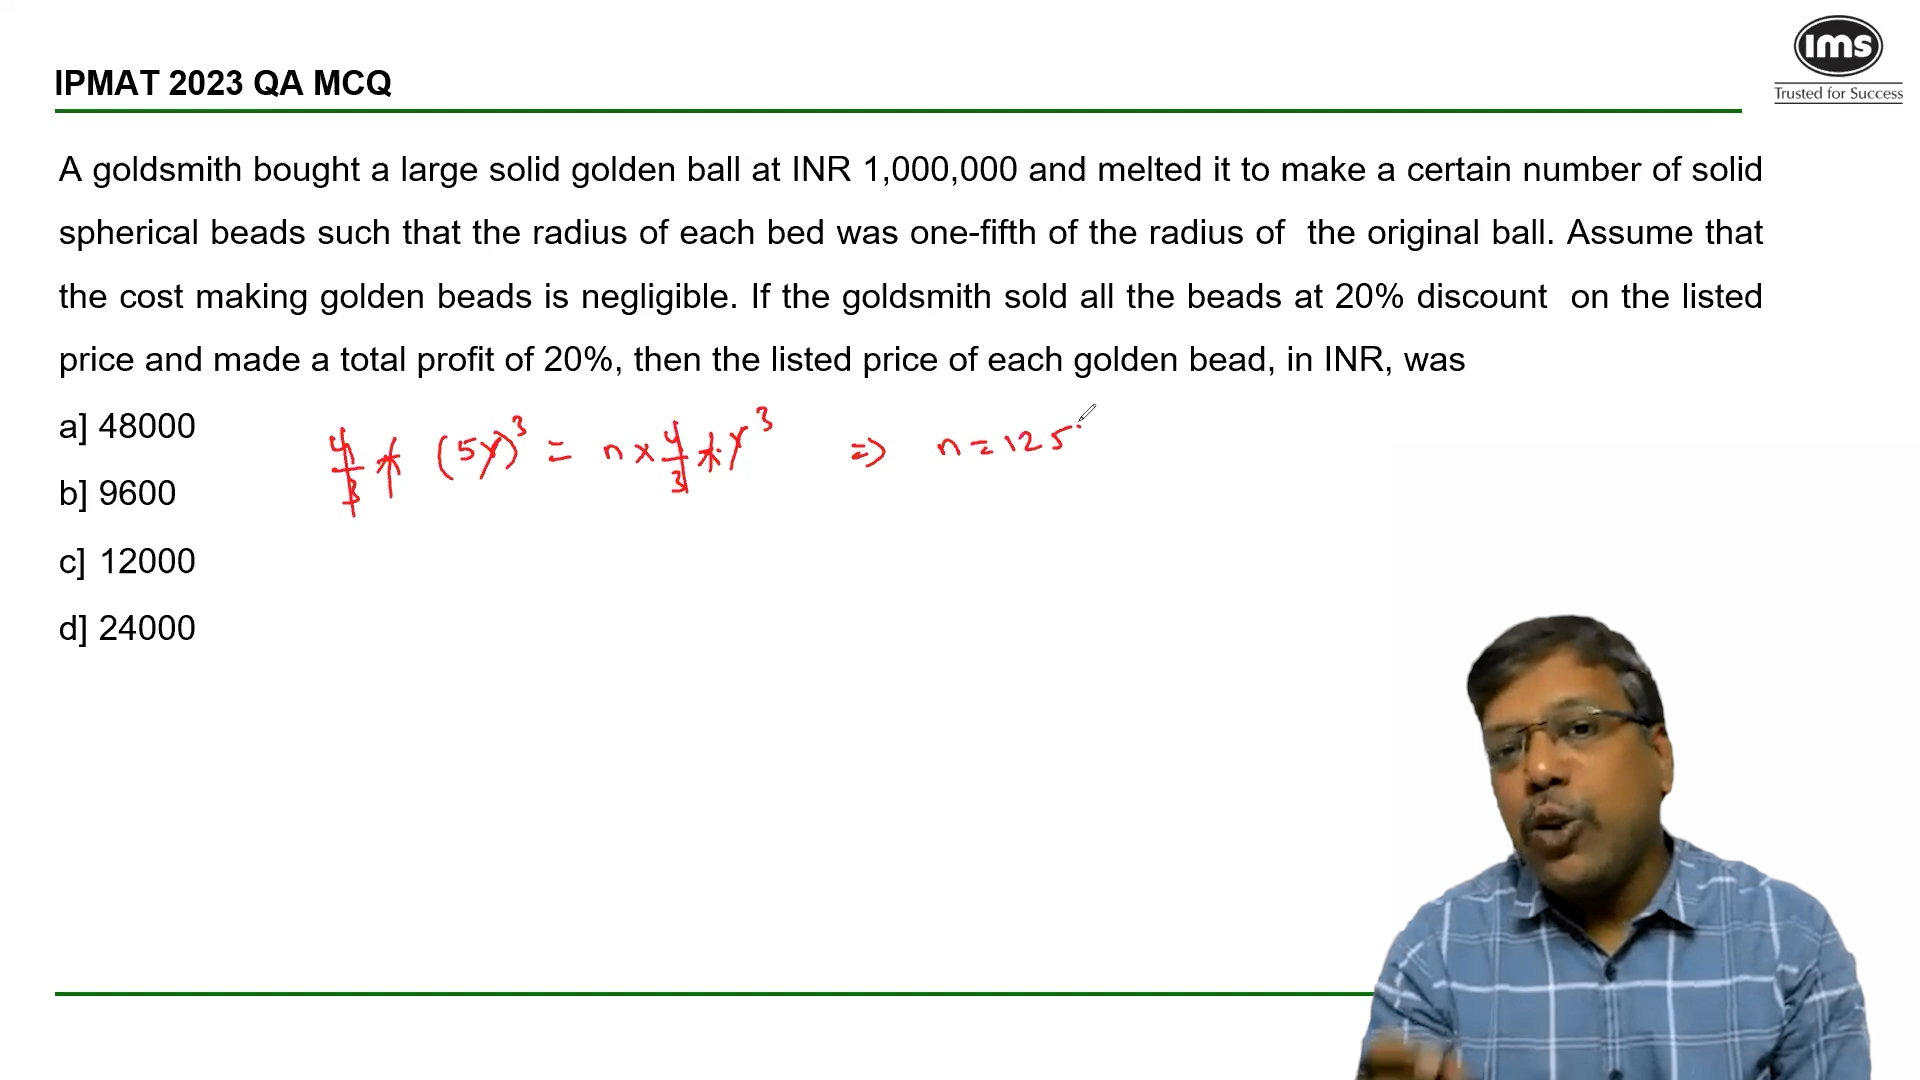 ims
Trusted for Success
IPMAT 2023 QA MCQ
A goldsmith bought a large solid golden ball at INR 1,000,000 and melted it to make a certain number of solid
spherical beads such that the radius of each bed was one-fifth of the radius of the original ball. Assume that
the cost making golden beads is negligible. If the goldsmith sold all the beads at 20% discount on the listed
price and made a total profit of 20%, then the listed price of each golden bead, in INR, was
a] 48000
4/3 π (5r)³ = n × 4/3 π r³ ⇒ n = 125
b] 9600
c] 12000
d] 24000